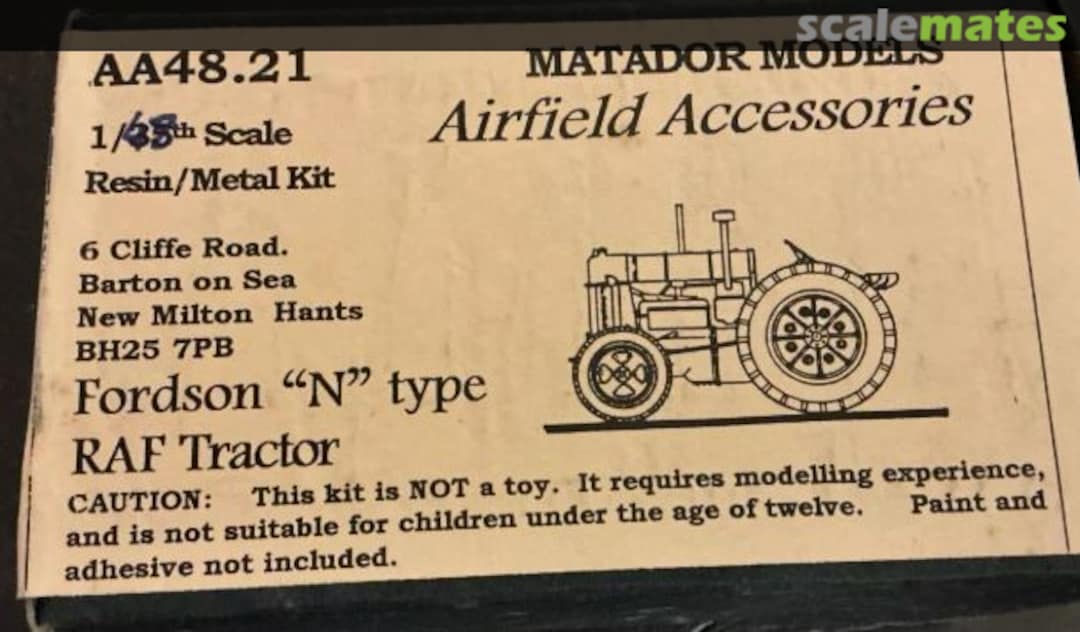 scalemates
AA48.21
MATADOR MODELS
Airfield Accessories
1/48th Scale
Resin/Metal Kit
6 Cliffe Road.
Barton on Sea
New Milton Hants
BH25 7PB
Fordson “N” type
RAF Tractor
CAUTION: This kit is NOT a toy. It requires modelling experience,
and is not suitable for children under the age of twelve. Paint and
adhesive not included.